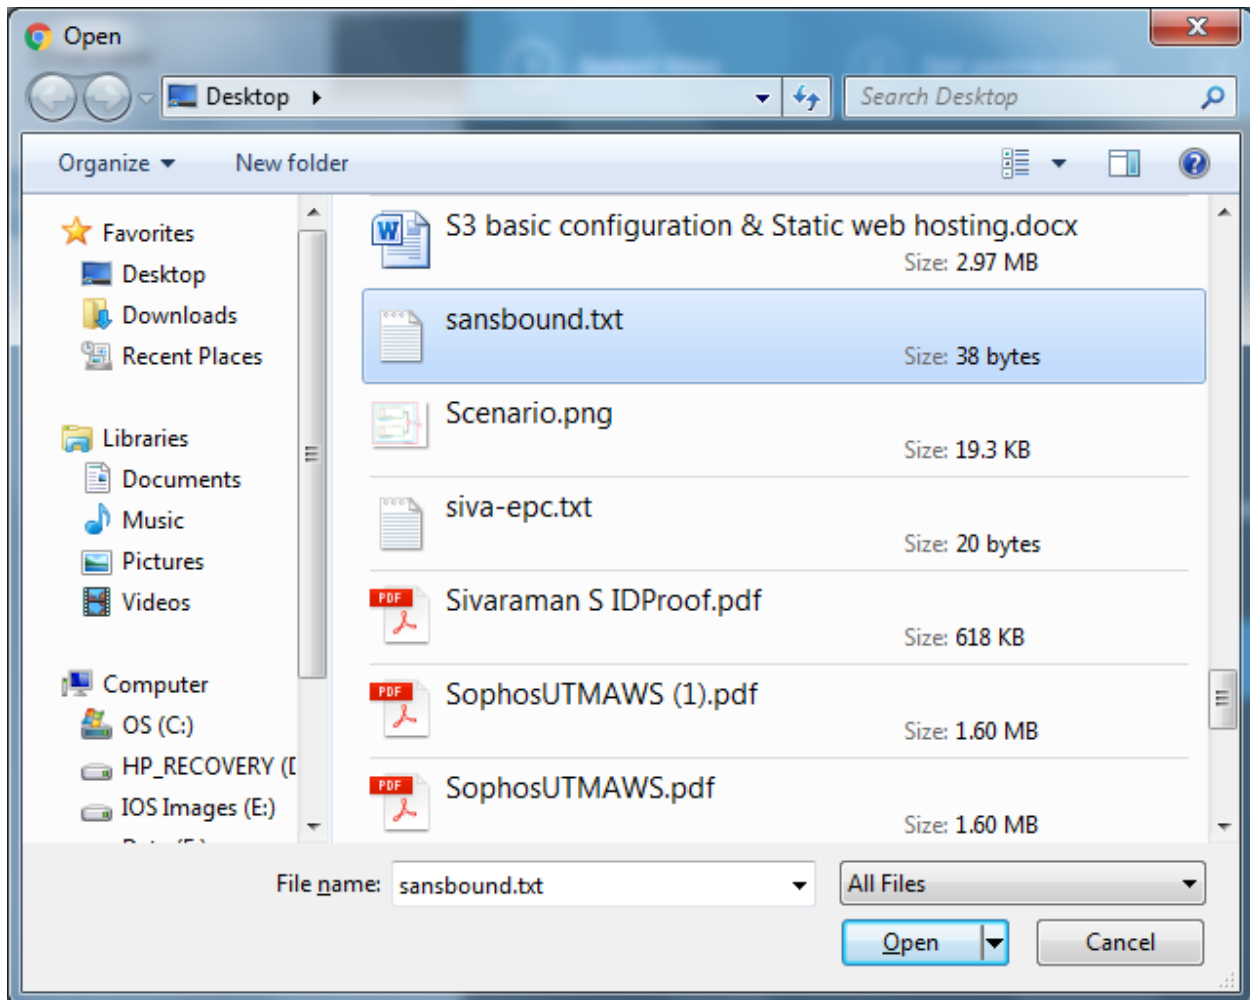 Open
Desktop
Search Desktop
Organize
New folder
Favorites
Desktop
Downloads
Recent Places
Libraries
Documents
Music
Pictures
Videos
Computer
OS (C:)
HP_RECOVERY (D
IOS Images (E:)
S3 basic configuration & Static web hosting.docx
Size: 2.97 MB
sansbound.txt
Size: 38 bytes
Scenario.png
Size: 19.3 KB
siva-epc.txt
Size: 20 bytes
PDF
Sivaraman S IDProof.pdf
Size: 618 KB
PDF
SophosUTMAWS (1).pdf
Size: 1.60 MB
PDF
SophosUTMAWS.pdf
Size: 1.60 MB
File name: sansbound.txt
All Files
Open
Cancel